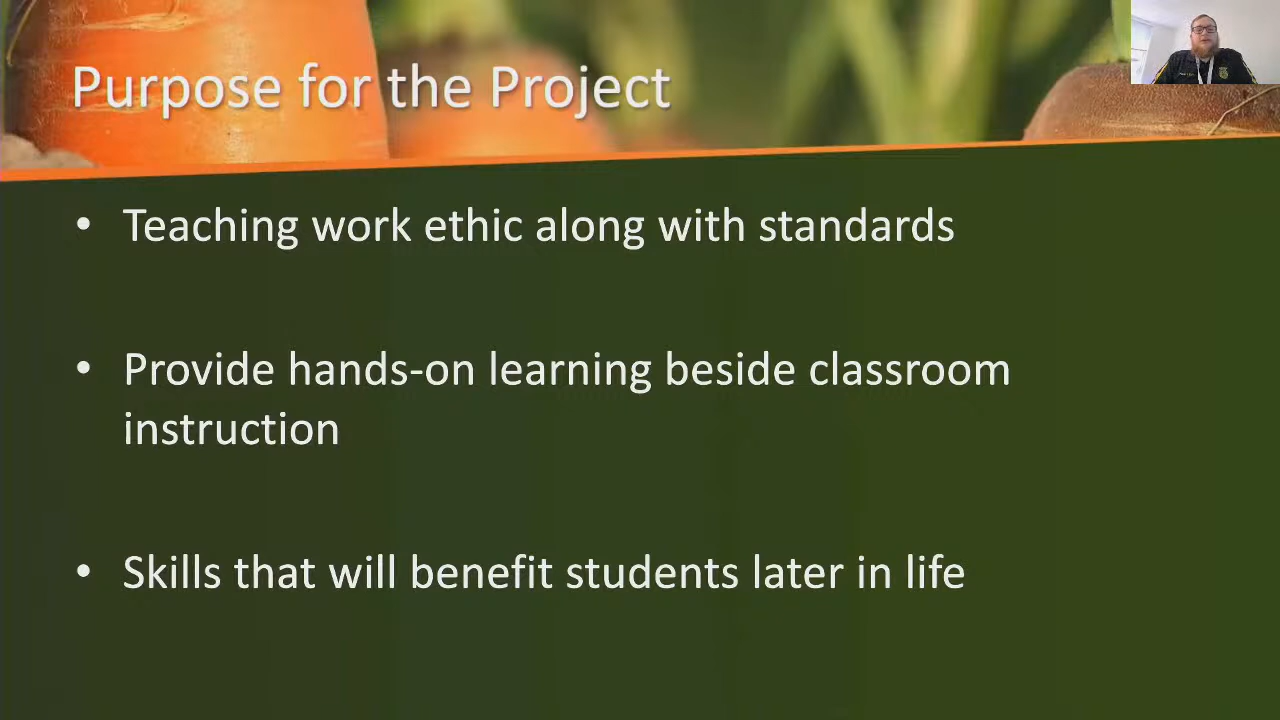 Purpose for the Project
• Teaching work ethic along with standards
• Provide hands-on learning beside classroom
instruction
• Skills that will benefit students later in life